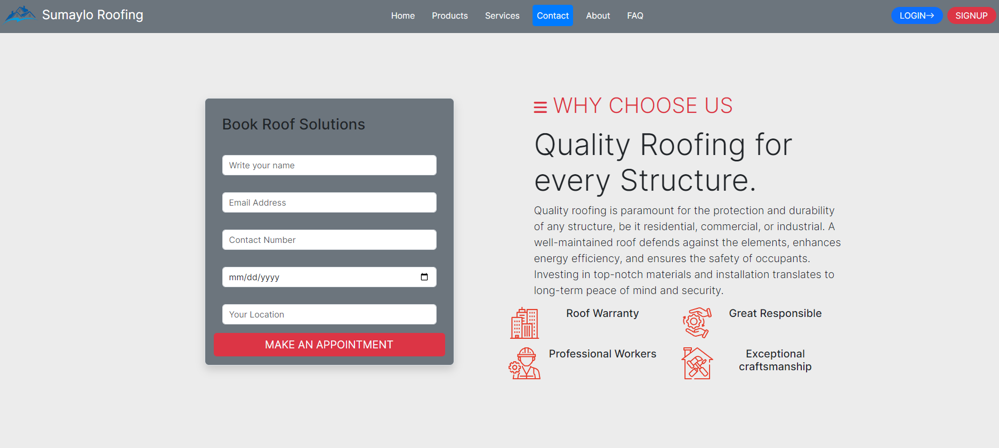 Sumaylo Roofing
Home Products Services Contact About FAQ
LOGIN→ SIGNUP
Book Roof Solutions
Write your name
Email Address
Contact Number
mm/dd/yyyy
Your Location
MAKE AN APPOINTMENT
WHY CHOOSE US
Quality Roofing for
every Structure.
Quality roofing is paramount for the protection and durability
of any structure, be it residential, commercial, or industrial. A
well-maintained roof defends against the elements, enhances
energy efficiency, and ensures the safety of occupants.
Investing in top-notch materials and installation translates to
long-term peace of mind and security.
Roof Warranty
Great Responsible
Professional Workers
Exceptional
craftsmanship